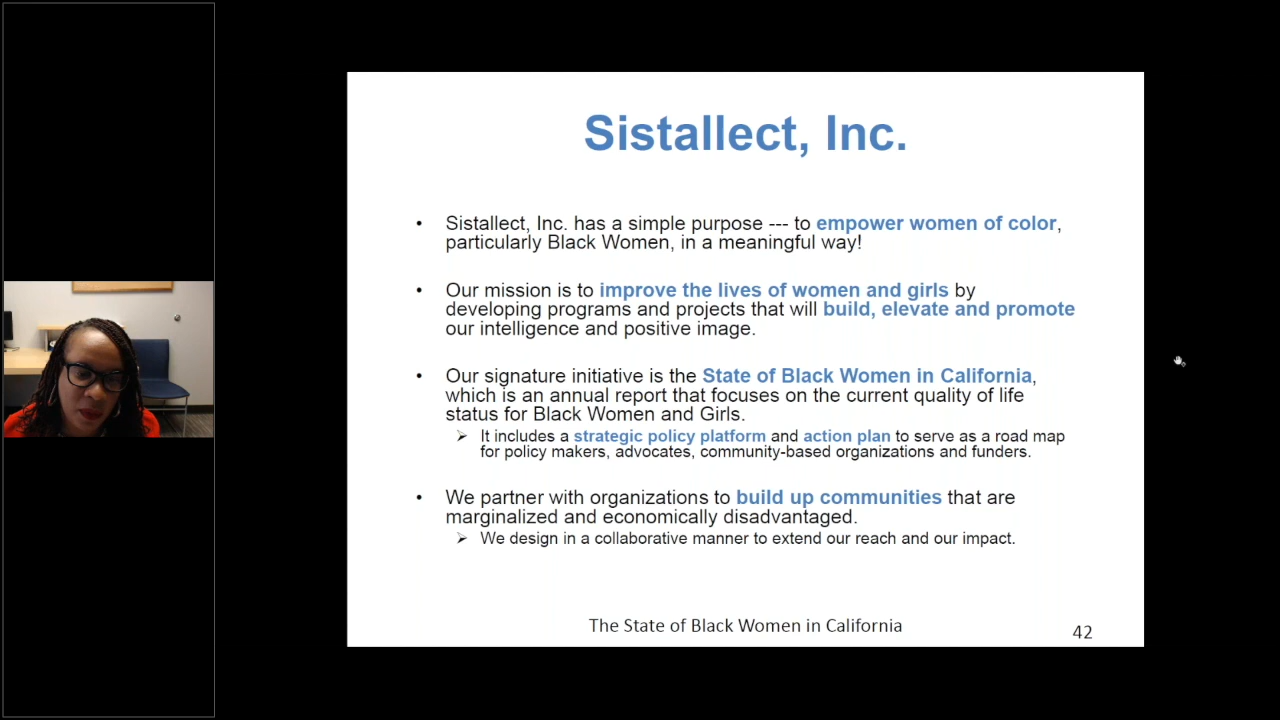 Sistallect, Inc.
• Sistallect, Inc. has a simple purpose --- to empower women of color,
particularly Black Women, in a meaningful way!
• Our mission is to improve the lives of women and girls by
developing programs and projects that will build, elevate and promote
our intelligence and positive image.
• Our signature initiative is the State of Black Women in California,
which is an annual report that focuses on the current quality of life
status for Black Women and Girls.
➢ It includes a strategic policy platform and action plan to serve as a road map
for policy makers, advocates, community-based organizations and funders.
• We partner with organizations to build up communities that are
marginalized and economically disadvantaged.
➢ We design in a collaborative manner to extend our reach and our impact.
The State of Black Women in California
42